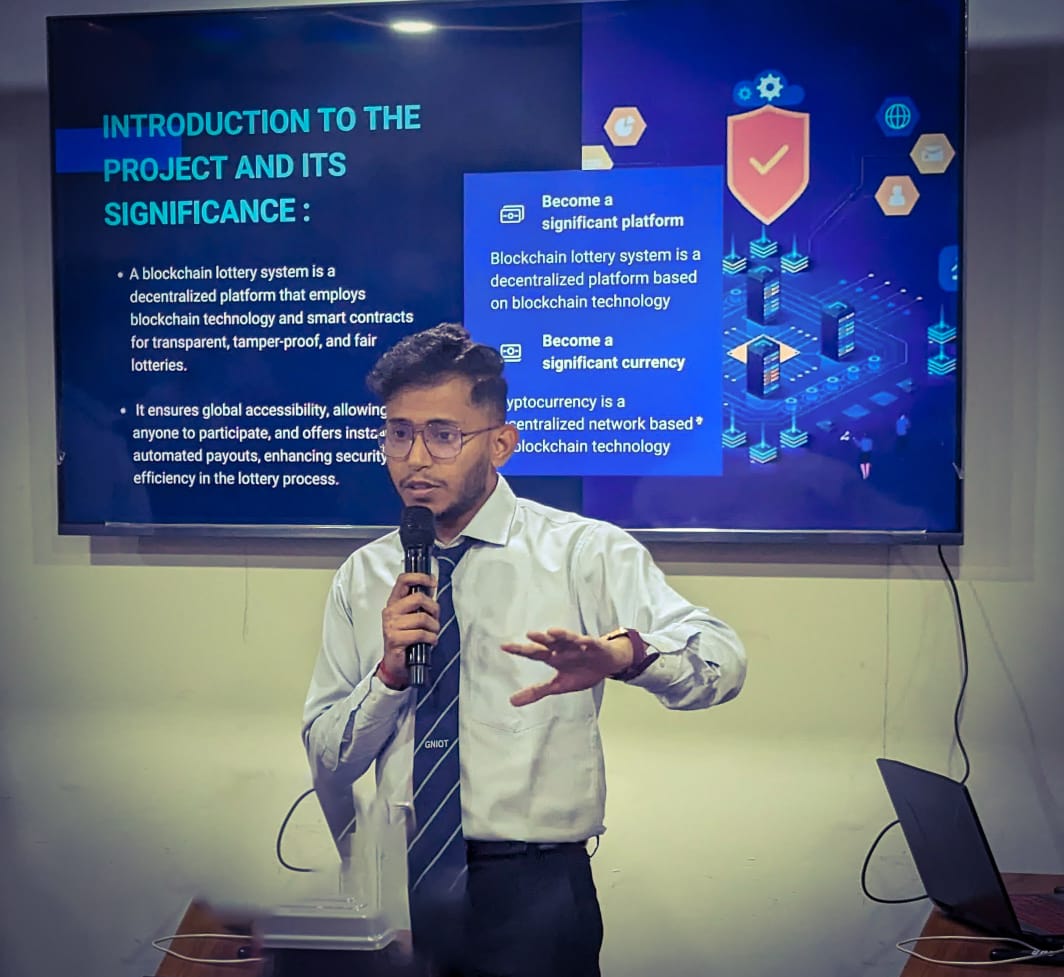 INTRODUCTION TO THE
PROJECT AND ITS
SIGNIFICANCE :
• A blockchain lottery system is a
decentralized platform that employs
blockchain technology and smart contracts
for transparent, tamper-proof, and fair
lotteries.
• It ensures global accessibility, allowing
anyone to participate, and offers
automated payouts, enhancing security
efficiency in the lottery process.
Become a
significant platform
Blockchain lottery system is a
decentralized platform based
on blockchain technology
Become a
significant currency
is a
network based
blockchain technology
GNIOT